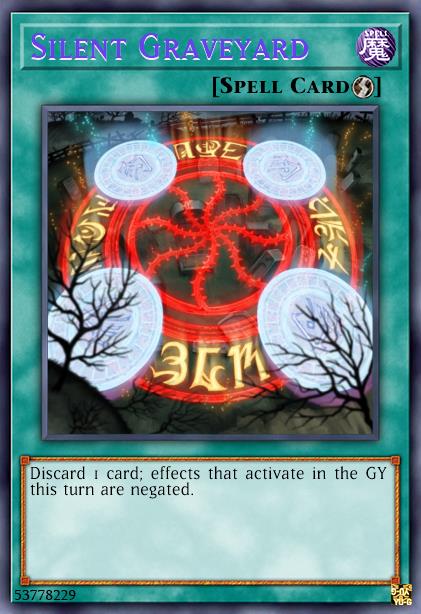 Silent Graveyard
SPELL
魔
[Spell Card]
Discard 1 card; effects that activate in the GY
this turn are negated.
53778229